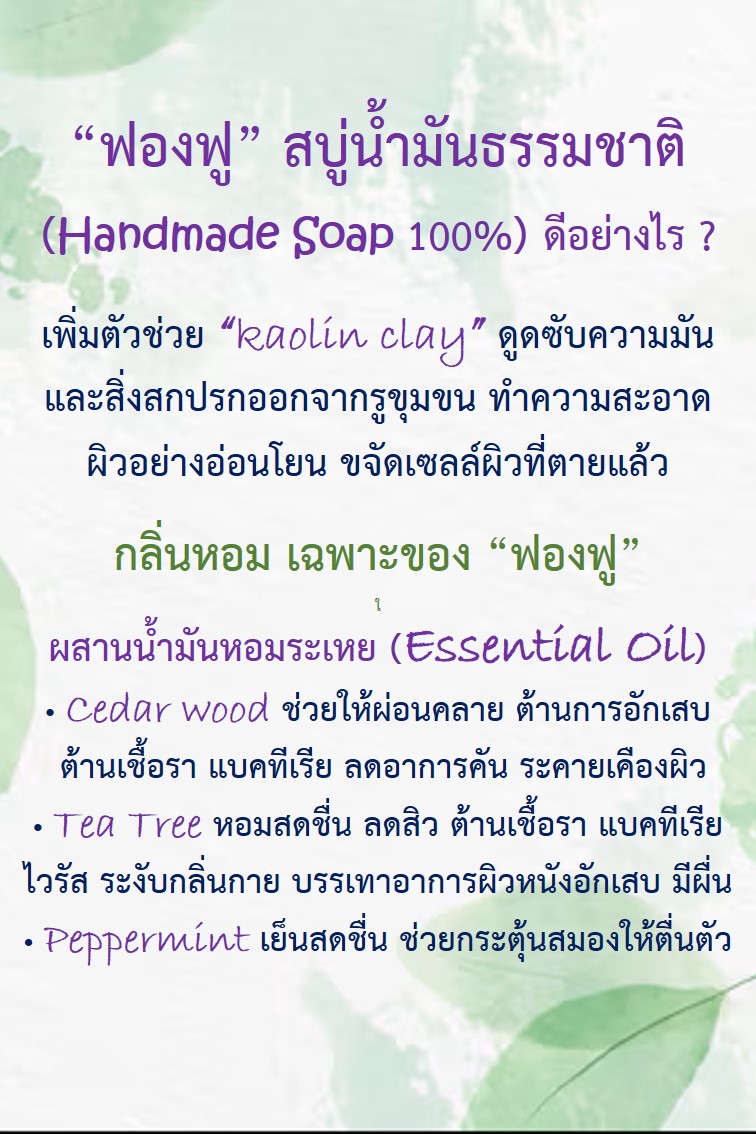 “ฟองฟู” สบู่น้ำมันธรรมชาติ
(Handmade Soap 100%) ดีอย่างไร ?
เพิ่มตัวช่วย “kaolin clay” ดูดซับความมัน
และสิ่งสกปรกออกจากรูขุมขน ทำความสะอาด
ผิวอย่างอ่อนโยน ขจัดเซลล์ผิวที่ตายแล้ว
กลิ่นหอม เฉพาะของ “ฟองฟู”
ใ
ผสานน้ำมันหอมระเหย (Essential Oil)
• Cedar wood ช่วยให้ผ่อนคลาย ต้านการอักเสบ
ต้านเชื้อรา แบคทีเรีย ลดอาการคัน ระคายเคืองผิว
• Tea Tree หอมสดชื่น ลดสิว ต้านเชื้อรา แบคทีเรีย
ไวรัส ระงับกลิ่นกาย บรรเทาอาการผิวหนังอักเสบ มีผื่น
• Peppermint เย็นสดชื่น ช่วยกระตุ้นสมองให้ตื่นตัว